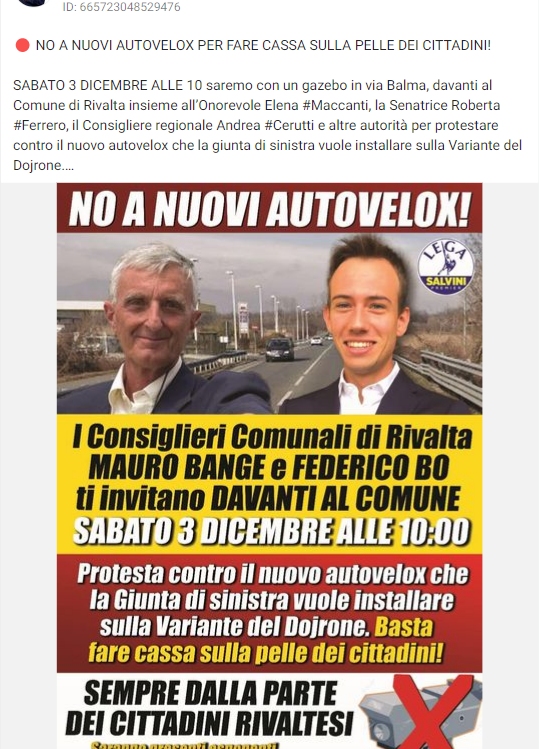 ID: 665723048529476
🔴 NO A NUOVI AUTOVELOX PER FARE CASSA SULLA PELLE DEI CITTADINI!
SABATO 3 DICEMBRE ALLE 10 saremo con un gazebo in via Balma, davanti al
Comune di Rivalta insieme all'Onorevole Elena #Maccanti, la Senatrice Roberta
#Ferrero, il Consigliere regionale Andrea #Cerutti e altre autorità per protestare
contro il nuovo autovelox che la giunta di sinistra vuole installare sulla Variante del
Dojrone....
NO A NUOVI AUTOVELOX!
LEGA
SALVINI
PREMIER
I Consiglieri Comunali di Rivalta
MAURO BANGE e FEDERICO BO
ti invitano DAVANTI AL COMUNE
SABATO 3 DICEMBRE ALLE 10:00
Protesta contro il nuovo autovelox che
la Giunta di sinistra vuole installare
sulla Variante del Dojrone. Basta
fare cassa sulla pelle dei cittadini!
SEMPRE DALLA PARTE
DEI CITTADINI RIVALTESI
Saranno presenti esponenti